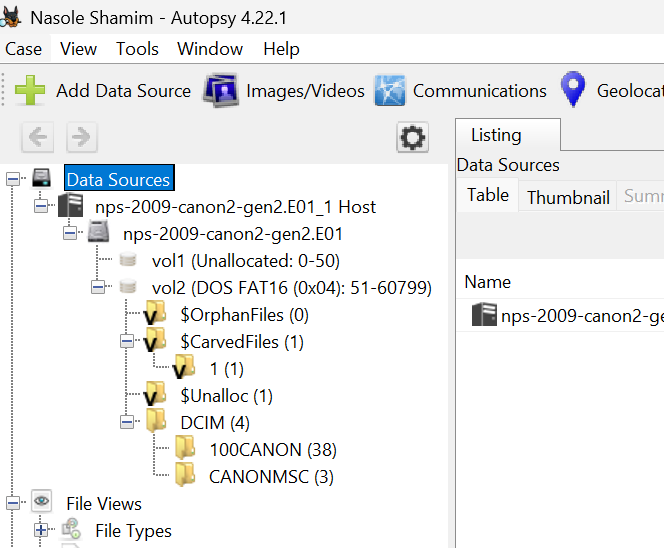 Nasole Shamim - Autopsy 4.22.1
Case View Tools Window Help
Add Data Source Images/Videos Communications Geolocat
Listing
Data Sources
Table Thumbnail Summ
Name
nps-2009-canon2-ge
Data Sources
nps-2009-canon2-gen2.E01_1 Host
nps-2009-canon2-gen2.E01
vol1 (Unallocated: 0-50)
vol2 (DOS FAT16 (0x04): 51-60799)
$OrphanFiles (0)
$CarvedFiles (1)
1 (1)
$Unalloc (1)
DCIM (4)
100CANON (38)
CANONMSC (3)
File Views
File Types